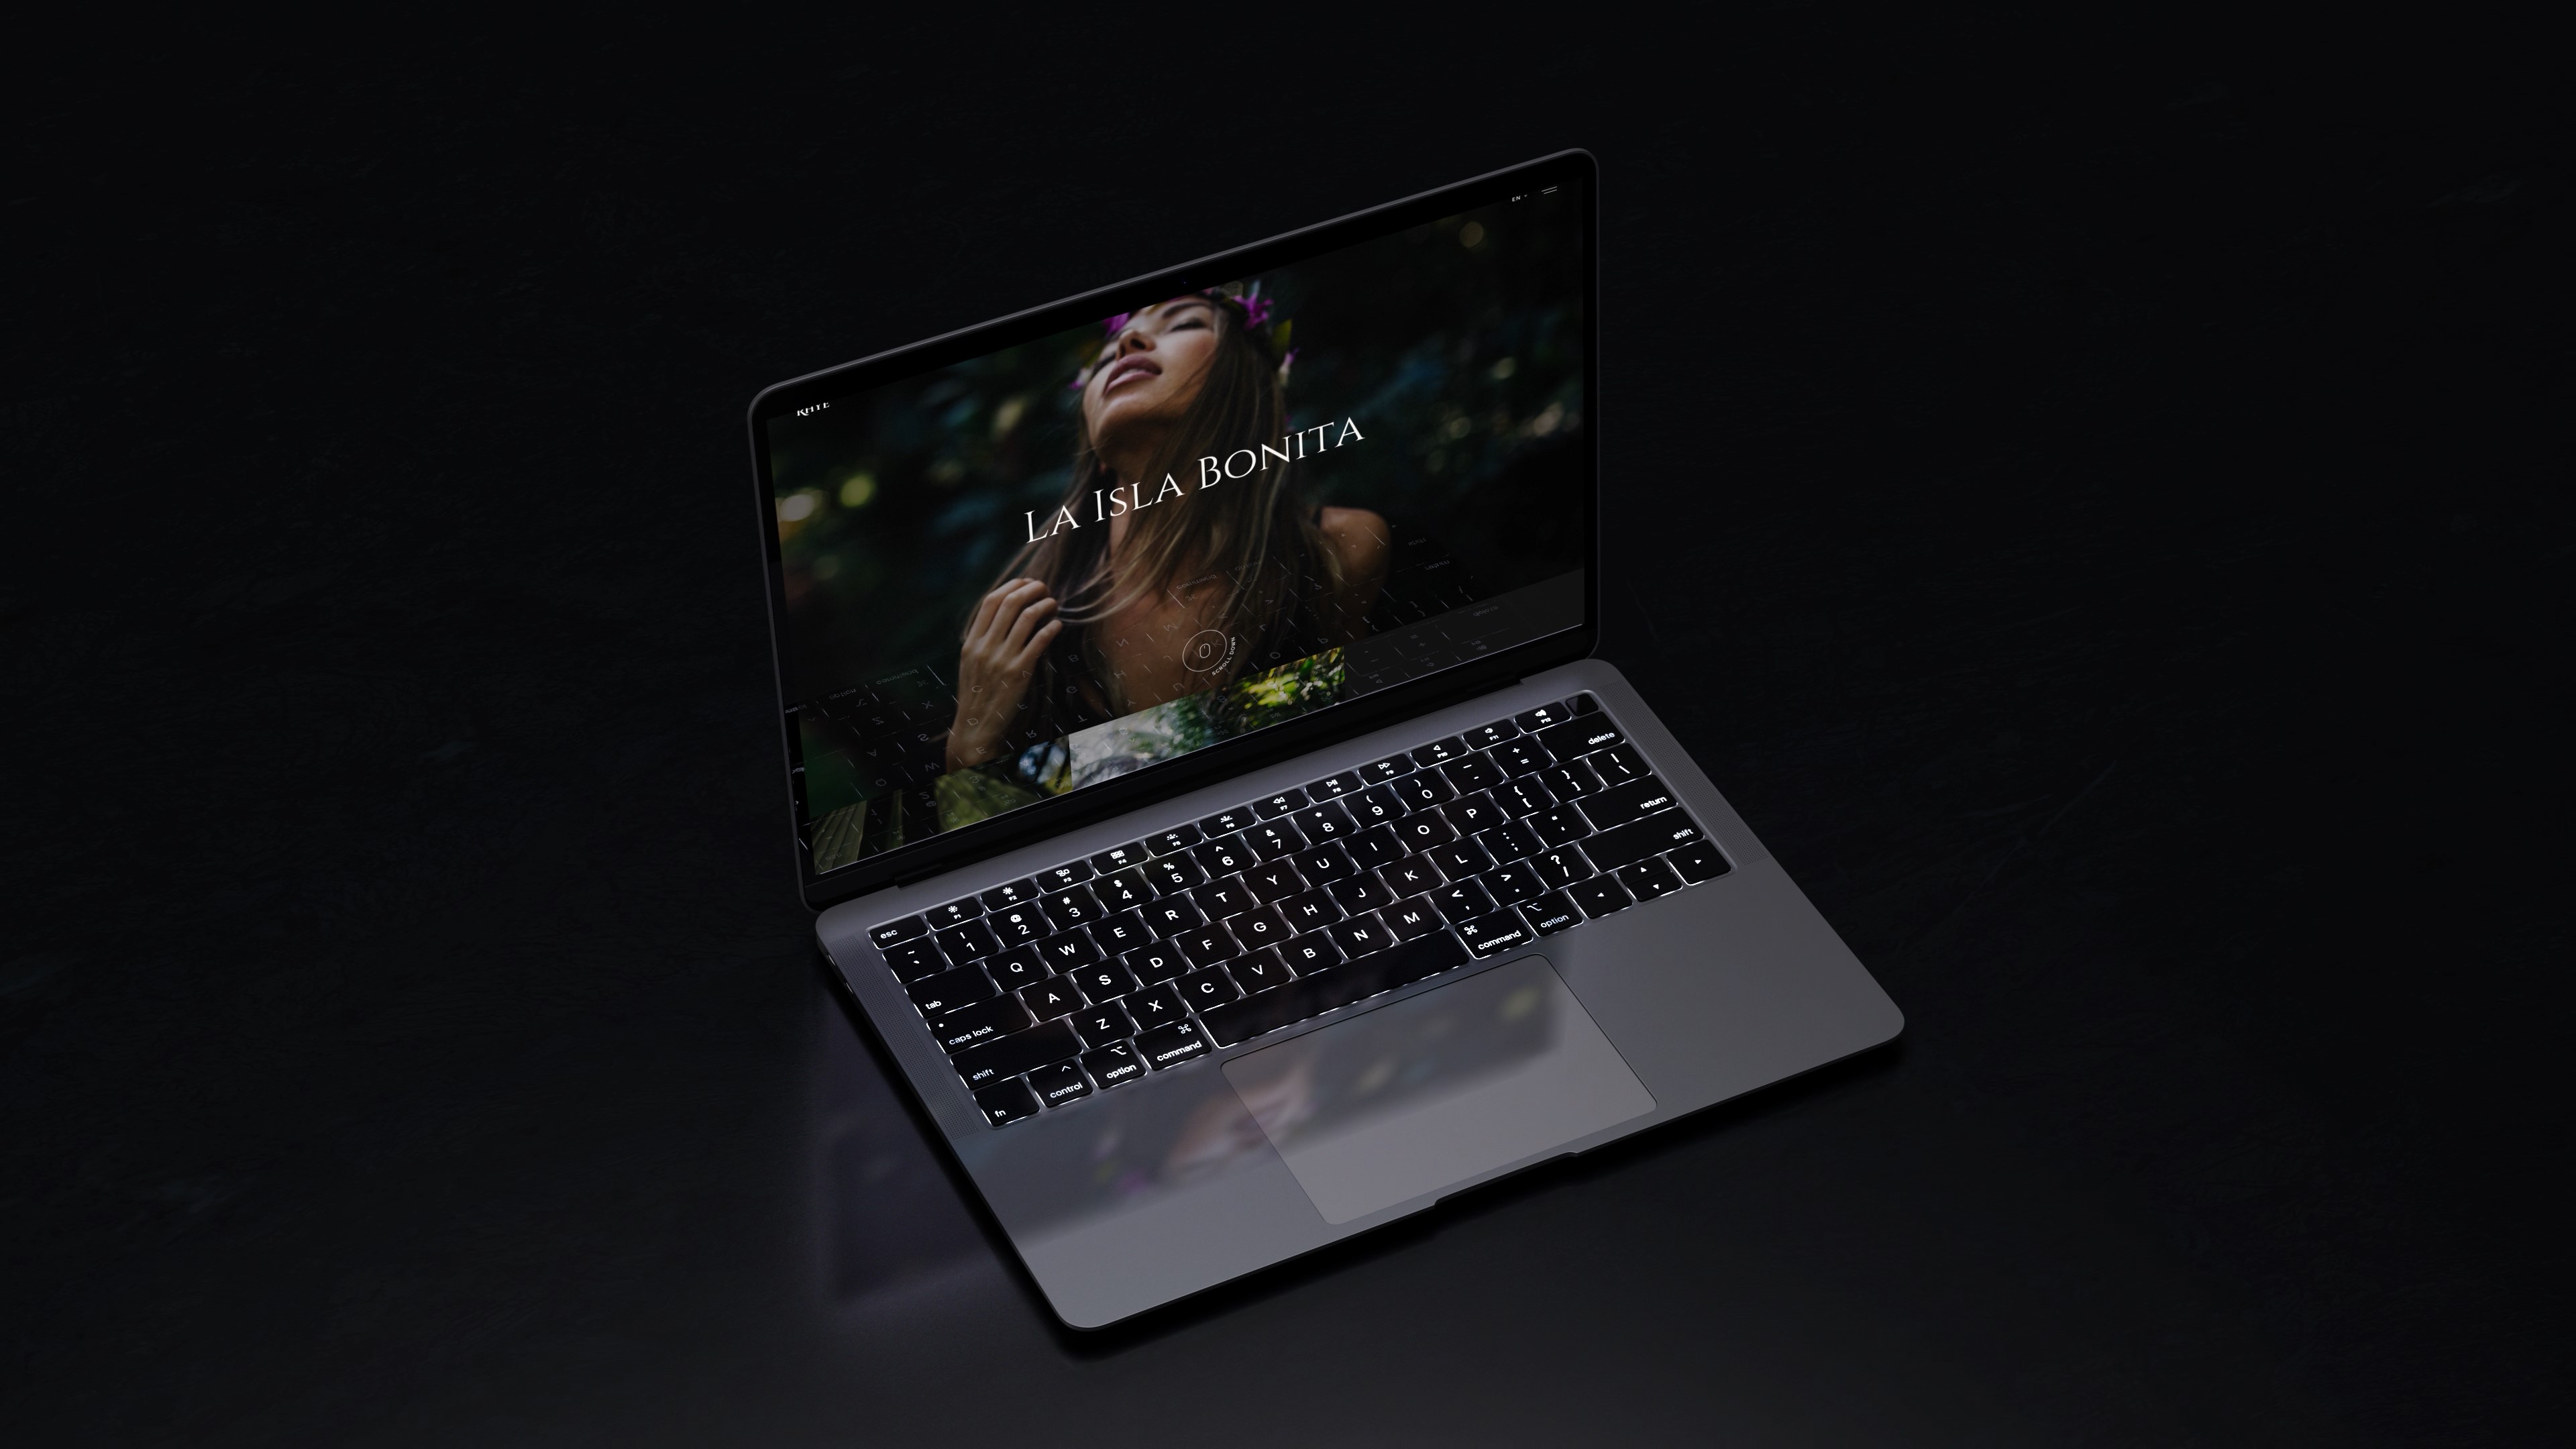 EN
KHYE
La Isla Bonita
SCROLL DOWN
esc F1 F2 F3 F4 F5 F6 F7 F8 F9 F10 F11 F12
~ ` ! 1 @ 2 # 3 $ 4 % 5 ^ 6 & 7 * 8 ( 9 ) 0 _ - + = delete
tab Q W E R T Y U I O P { [ } ] | \
caps lock A S D F G H J K L : ; " ' return
shift Z X C V B N M < , > . ? / shift
fn control option command command option